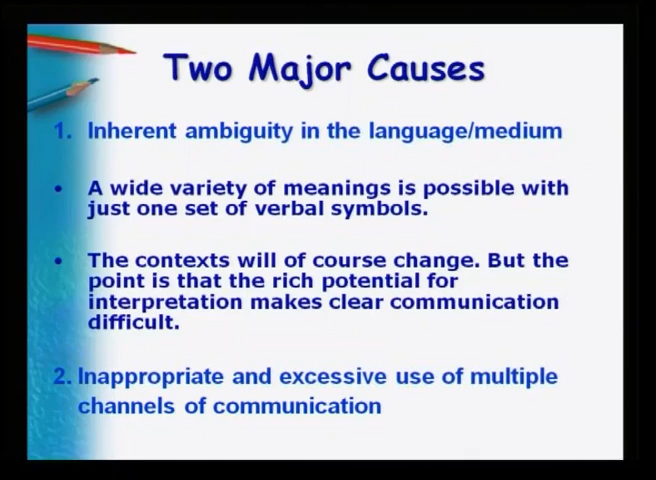 Two Major Causes
1. Inherent ambiguity in the language/medium
• A wide variety of meanings is possible with
just one set of verbal symbols.
• The contexts will of course change. But the
point is that the rich potential for
interpretation makes clear communication
difficult.
2. Inappropriate and excessive use of multiple
channels of communication